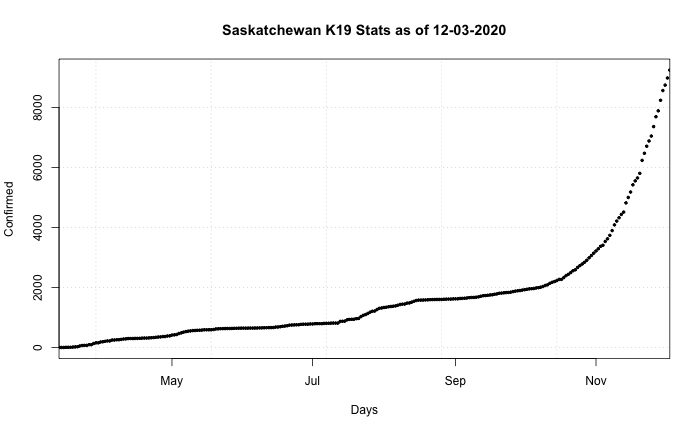 Saskatchewan K19 Stats as of 12-03-2020
8000
6000
4000
2000
0
Confirmed
May Jul Sep Nov
Days